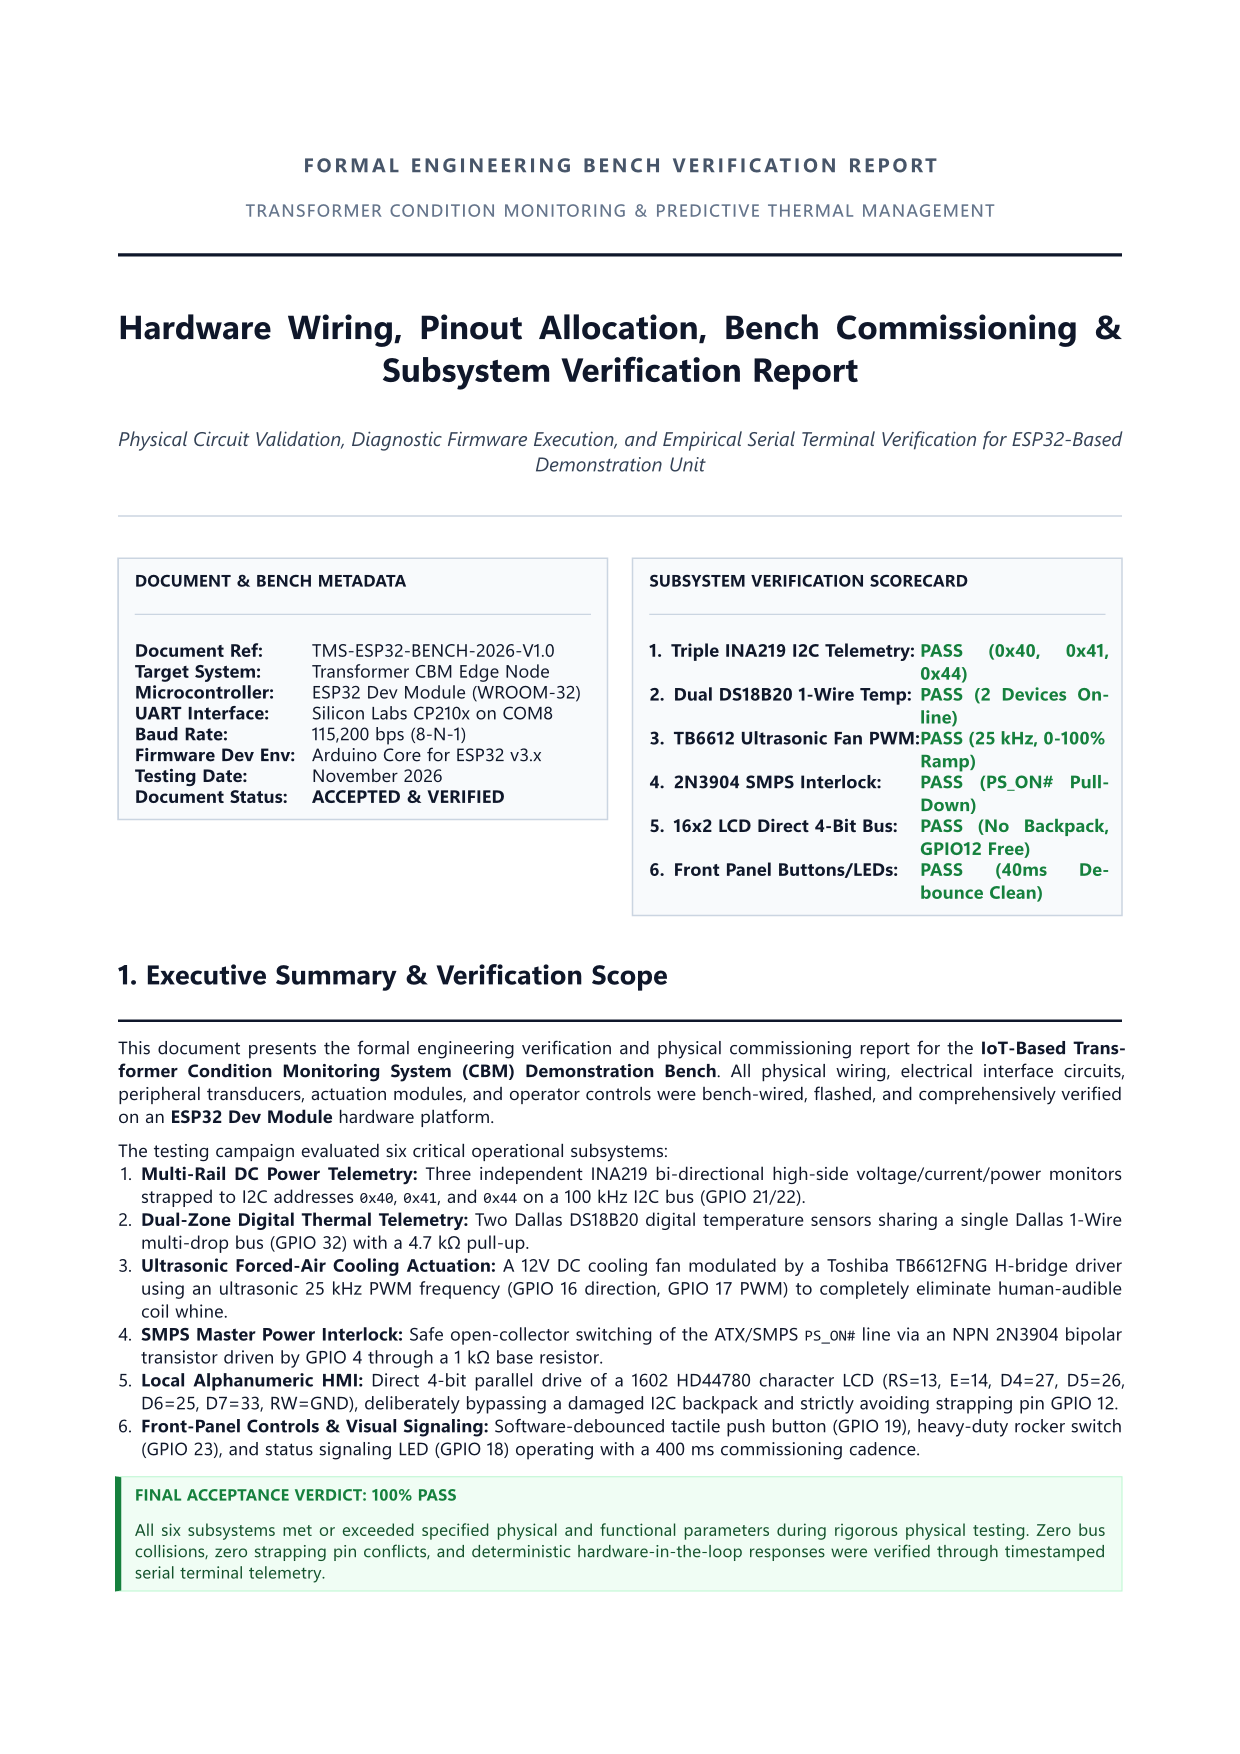 FORMAL ENGINEERING BENCH VERIFICATION REPORT
TRANSFORMER CONDITION MONITORING & PREDICTIVE THERMAL MANAGEMENT
Hardware Wiring, Pinout Allocation, Bench Commissioning &
Subsystem Verification Report
Physical Circuit Validation, Diagnostic Firmware Execution, and Empirical Serial Terminal Verification for ESP32-Based
Demonstration Unit
DOCUMENT & BENCH METADATA
Document Ref: TMS-ESP32-BENCH-2026-V1.0
Target System: Transformer CBM Edge Node
Microcontroller: ESP32 Dev Module (WROOM-32)
UART Interface: Silicon Labs CP210x on COM8
Baud Rate: 115,200 bps (8-N-1)
Firmware Dev Env: Arduino Core for ESP32 v3.x
Testing Date: November 2026
Document Status: ACCEPTED & VERIFIED
SUBSYSTEM VERIFICATION SCORECARD
1. Triple INA219 I2C Telemetry: PASS (0x40, 0x41,
0x44)
2. Dual DS18B20 1-Wire Temp: PASS (2 Devices On-
line)
3. TB6612 Ultrasonic Fan PWM: PASS (25 kHz, 0-100%
Ramp)
4. 2N3904 SMPS Interlock: PASS (PS_ON# Pull-
Down)
5. 16x2 LCD Direct 4-Bit Bus: PASS (No Backpack,
GPIO12 Free)
6. Front Panel Buttons/LEDs: PASS (40ms De-
bounce Clean)
1. Executive Summary & Verification Scope
This document presents the formal engineering verification and physical commissioning report for the IoT-Based Trans-
former Condition Monitoring System (CBM) Demonstration Bench. All physical wiring, electrical interface circuits,
peripheral transducers, actuation modules, and operator controls were bench-wired, flashed, and comprehensively verified
on an ESP32 Dev Module hardware platform.
The testing campaign evaluated six critical operational subsystems:
1. Multi-Rail DC Power Telemetry: Three independent INA219 bi-directional high-side voltage/current/power monitors
strapped to I2C addresses 0x40, 0x41, and 0x44 on a 100 kHz I2C bus (GPIO 21/22).
2. Dual-Zone Digital Thermal Telemetry: Two Dallas DS18B20 digital temperature sensors sharing a single Dallas 1-Wire
multi-drop bus (GPIO 32) with a 4.7 kΩ pull-up.
3. Ultrasonic Forced-Air Cooling Actuation: A 12V DC cooling fan modulated by a Toshiba TB6612FNG H-bridge driver
using an ultrasonic 25 kHz PWM frequency (GPIO 16 direction, GPIO 17 PWM) to completely eliminate human-audible
coil whine.
4. SMPS Master Power Interlock: Safe open-collector switching of the ATX/SMPS PS_ON# line via an NPN 2N3904 bipolar
transistor driven by GPIO 4 through a 1 kΩ base resistor.
5. Local Alphanumeric HMI: Direct 4-bit parallel drive of a 1602 HD44780 character LCD (RS=13, E=14, D4=27, D5=26,
D6=25, D7=33, RW=GND), deliberately bypassing a damaged I2C backpack and strictly avoiding strapping pin GPIO 12.
6. Front-Panel Controls & Visual Signaling: Software-debounced tactile push button (GPIO 19), heavy-duty rocker switch
(GPIO 23), and status signaling LED (GPIO 18) operating with a 400 ms commissioning cadence.
FINAL ACCEPTANCE VERDICT: 100% PASS
All six subsystems met or exceeded specified physical and functional parameters during rigorous physical testing. Zero bus
collisions, zero strapping pin conflicts, and deterministic hardware-in-the-loop responses were verified through timestamped
serial terminal telemetry.